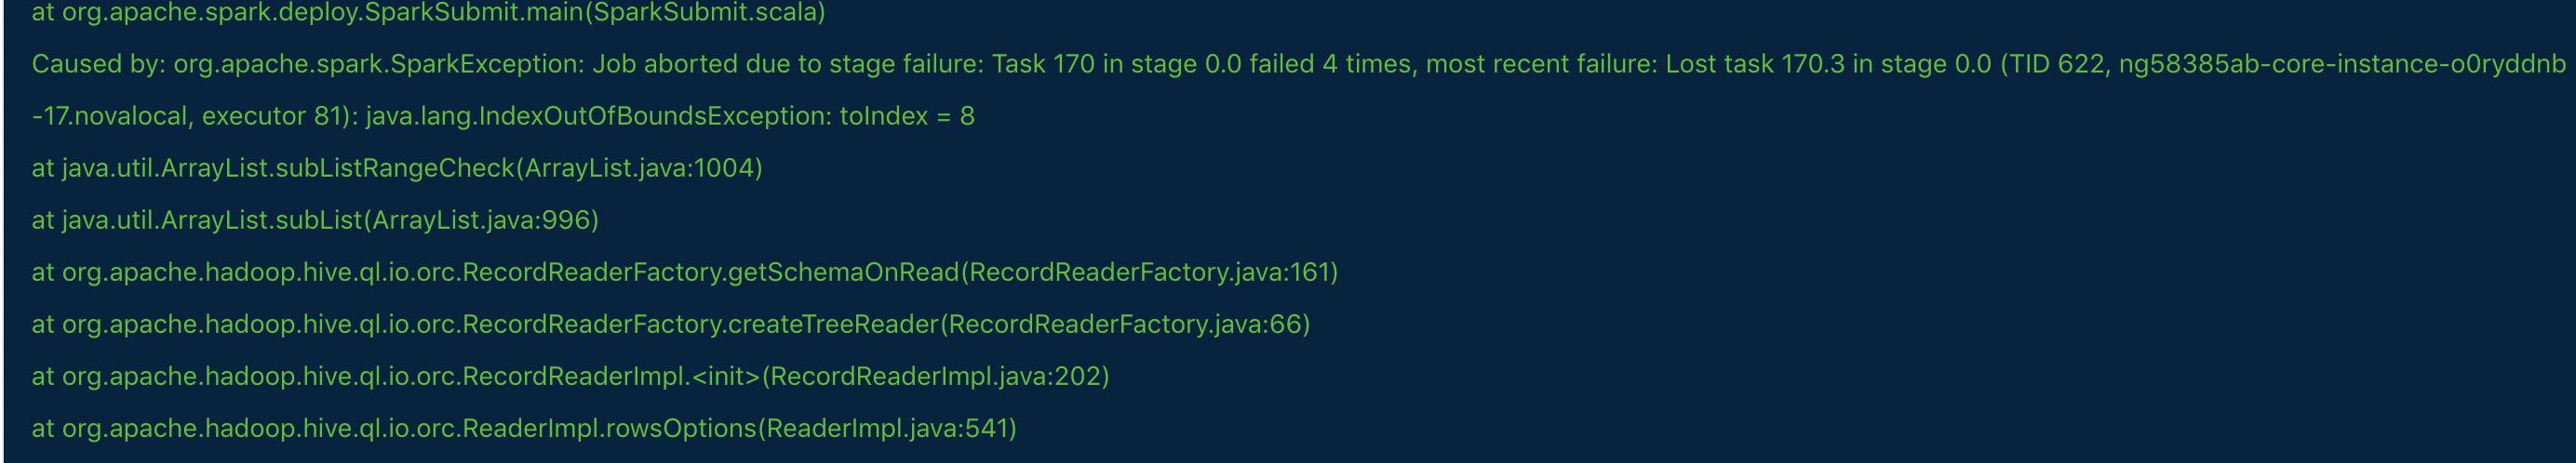 at org.apache.spark.deploy.SparkSubmit.main(SparkSubmit.scala)
Caused by: org.apache.spark.SparkException: Job aborted due to stage failure: Task 170 in stage 0.0 failed 4 times, most recent failure: Lost task 170.3 in stage 0.0 (TID 622, ng58385ab-core-instance-o0ryddnb
-17.novalocal, executor 81): java.lang.IndexOutOfBoundsException: toIndex = 8
at java.util.ArrayList.subListRangeCheck(ArrayList.java:1004)
at java.util.ArrayList.subList(ArrayList.java:996)
at org.apache.hadoop.hive.ql.io.orc.RecordReaderFactory.getSchemaOnRead(RecordReaderFactory.java:161)
at org.apache.hadoop.hive.ql.io.orc.RecordReaderFactory.createTreeReader(RecordReaderFactory.java:66)
at org.apache.hadoop.hive.ql.io.orc.RecordReaderImpl.<init>(RecordReaderImpl.java:202)
at org.apache.hadoop.hive.ql.io.orc.ReaderImpl.rowsOptions(ReaderImpl.java:541)